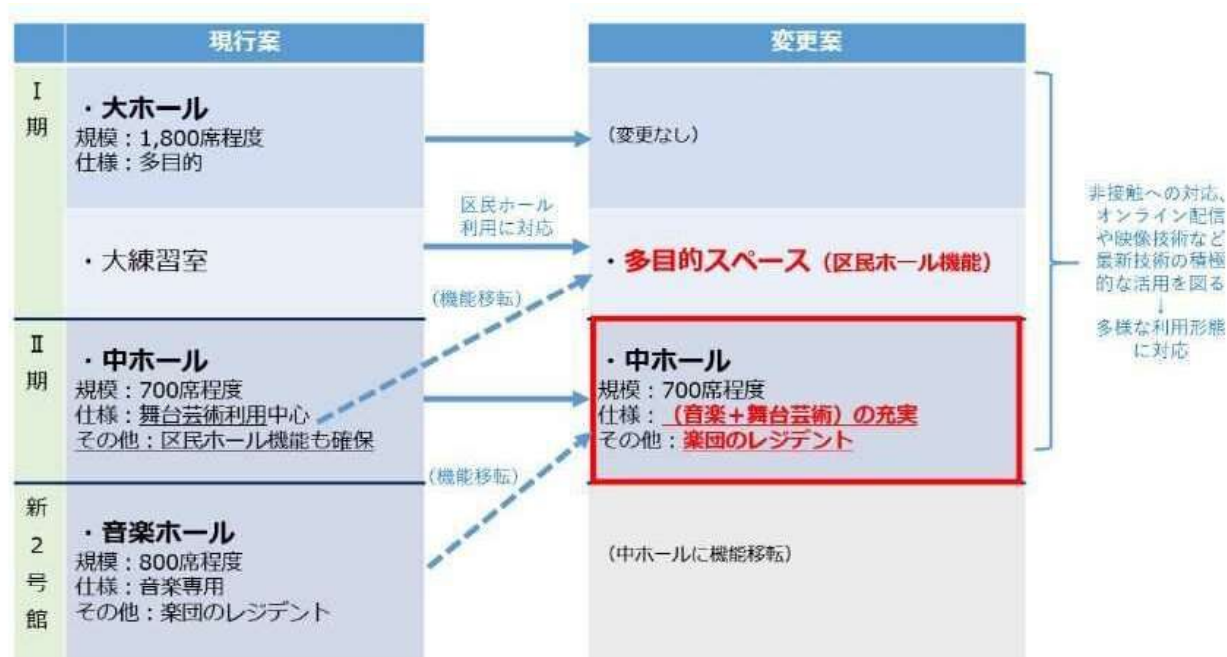 現行案
変更案
Ⅰ
期
・大ホール
規模：1,800席程度
仕様：多目的
（変更なし）
区民ホール
利用に対応
・大練習室
・多目的スペース（区民ホール機能）
（機能移転）
Ⅱ
期
・中ホール
規模：700席程度
仕様：舞台芸術利用中心
その他：区民ホール機能も確保
・中ホール
規模：700席程度
仕様：（音楽＋舞台芸術）の充実
その他：楽団のレジデント
（機能移転）
新
2
号
館
・音楽ホール
規模：800席程度
仕様：音楽専用
その他：楽団のレジデント
（中ホールに機能移転）
非接触への対応、
オンライン配信
や映像技術など
最新技術の積極
的な活用を図る
↓
多様な利用形態
に対応